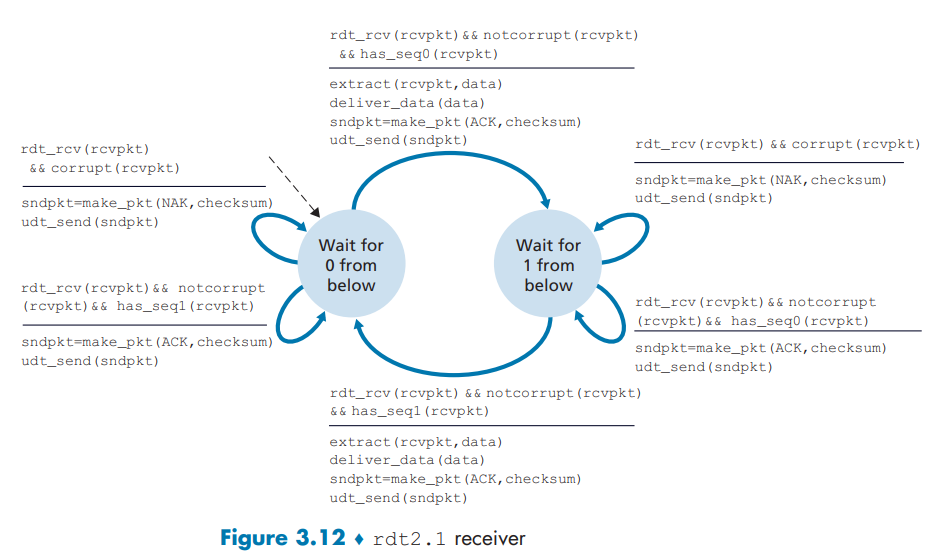 rdt_rcv(rcvpkt)&& notcorrupt(rcvpkt)
&& has_seq0(rcvpkt)
extract(rcvpkt,data)
deliver_data(data)
sndpkt=make_pkt(ACK,checksum)
udt_send(sndpkt)
rdt_rcv(rcvpkt)
&& corrupt(rcvpkt)
sndpkt=make_pkt(NAK,checksum)
udt_send(sndpkt)
rdt_rcv(rcvpkt) && corrupt(rcvpkt)
sndpkt=make_pkt(NAK,checksum)
udt_send(sndpkt)
Wait for
0 from
below
Wait for
1 from
below
rdt_rcv(rcvpkt)&& notcorrupt
(rcvpkt)&& has_seq1(rcvpkt)
sndpkt=make_pkt(ACK,checksum)
udt_send(sndpkt)
rdt_rcv(rcvpkt)&& notcorrupt
(rcvpkt)&& has_seq0(rcvpkt)
sndpkt=make_pkt(ACK,checksum)
udt_send(sndpkt)
rdt_rcv(rcvpkt) && notcorrupt(rcvpkt)
&& has_seq1(rcvpkt)
extract(rcvpkt,data)
deliver_data(data)
sndpkt=make_pkt(ACK,checksum)
udt_send(sndpkt)
Figure 3.12 ♦ rdt2.1 receiver